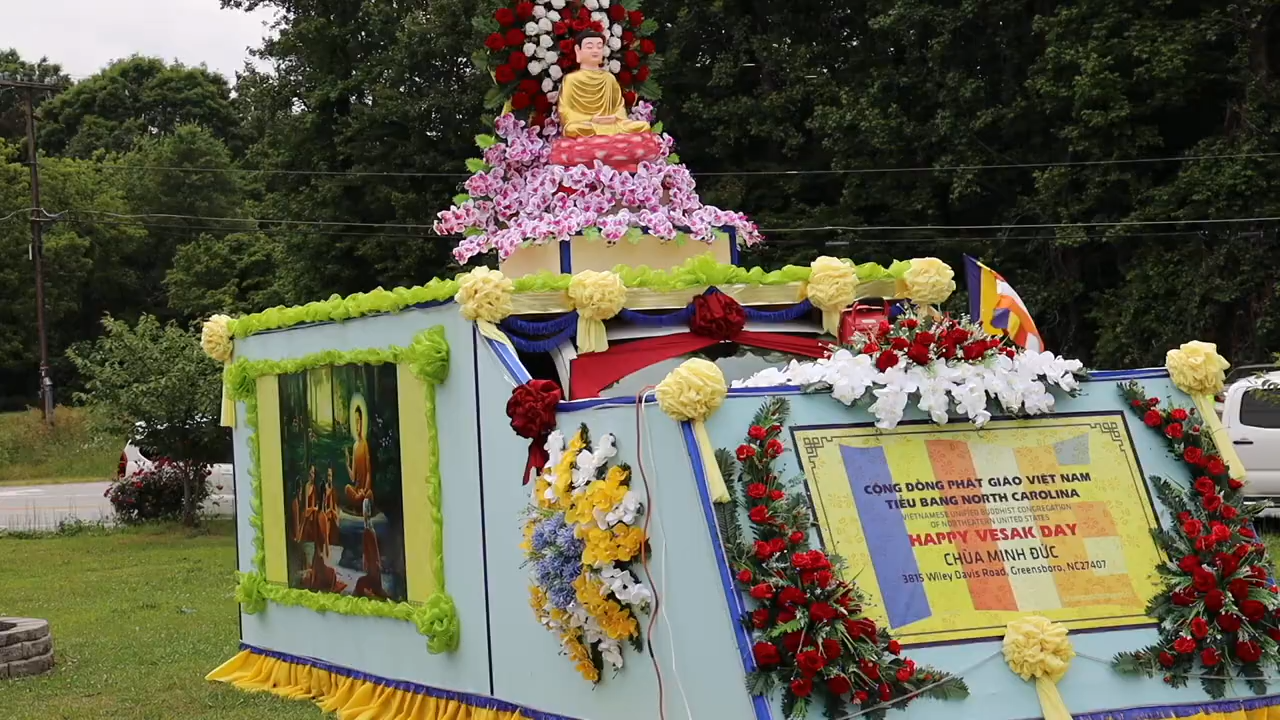 CỘNG ĐỒNG PHẬT GIÁO VIỆT NAM
TIỂU BANG NORTH CAROLINA
VIETNAMESE UNIFIED BUDDHIST CONGREGATION
OF NORTHEASTERN UNITED STATES
HAPPY VESAK DAY
CHÙA MINH ĐỨC
3815 Wiley Davis Road, Greensboro, NC27407